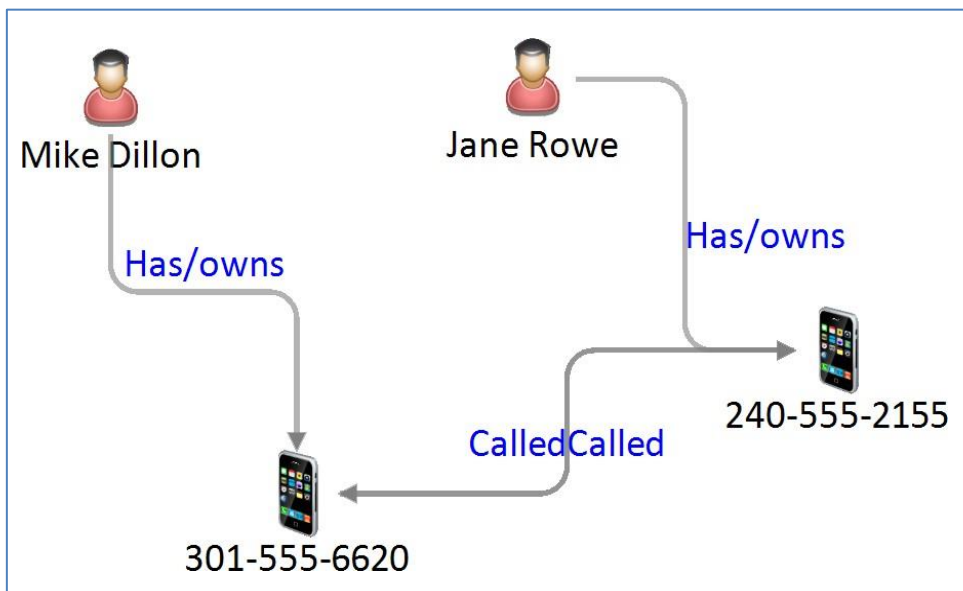 Mike Dillon
Jane Rowe
Has/owns
Has/owns
240-555-2155
CalledCalled
301-555-6620